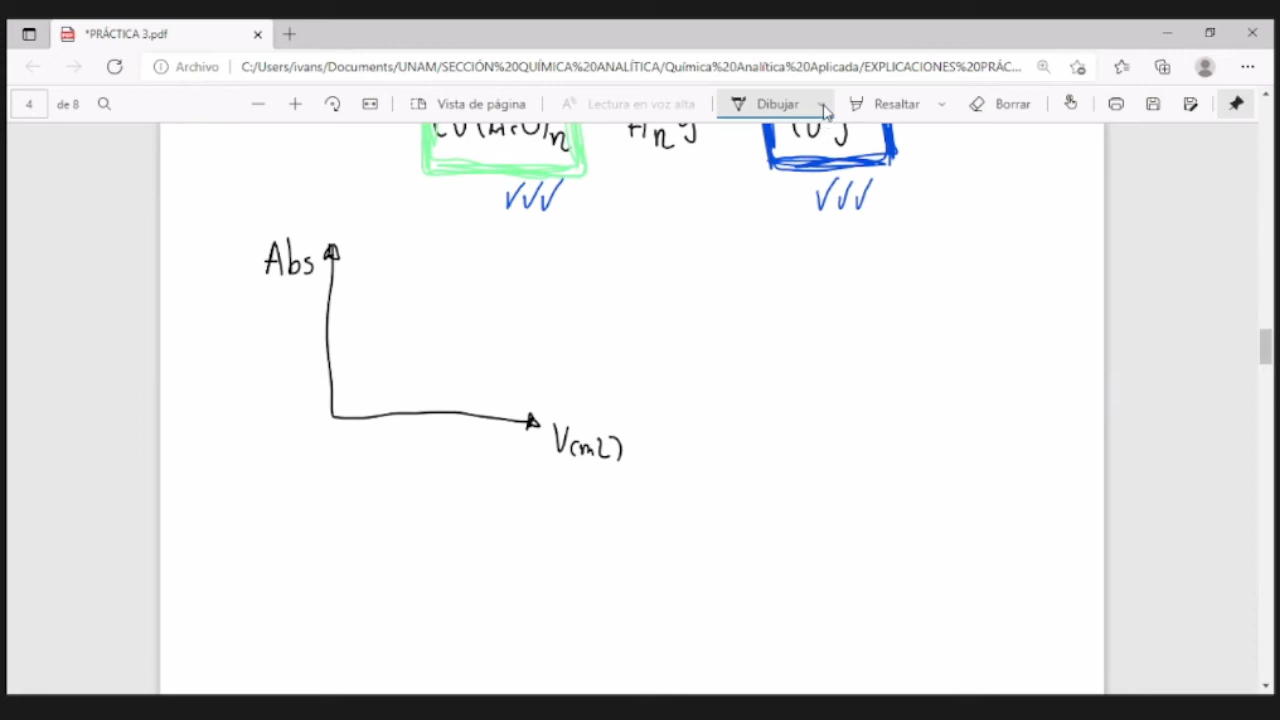 *PRÁCTICA 3.pdf
Archivo C:/Users/ivans/Documents/UNAM/SECCIÓN%20QUÍMICA%20ANALÍTICA/Química%20Analítica%20Aplicada/EXPLICACIONES%20PRÁC...
4 de 8 Vista de página Lectura en voz alta Dibujar Resaltar Borrar
Abs
V(mL)